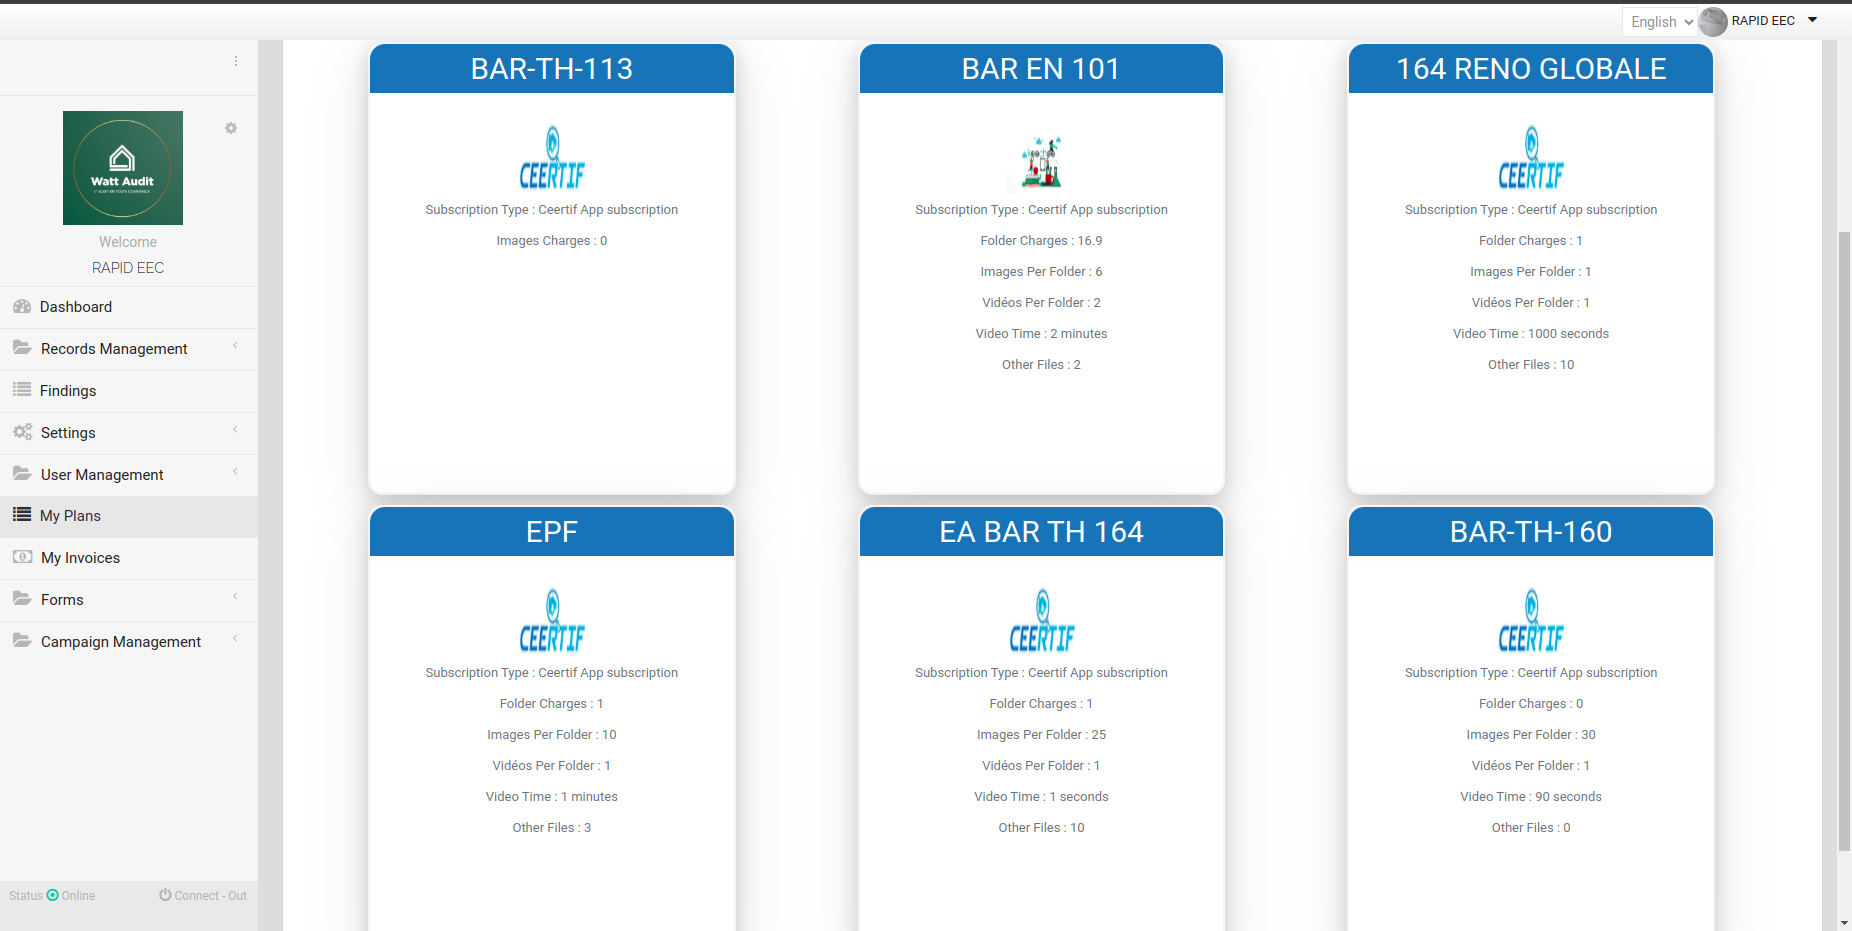 English
RAPID EEC
Watt Audit
Welcome
RAPID EEC
Dashboard
Records Management
Findings
Settings
User Management
My Plans
My Invoices
Forms
Campaign Management
Status Online
Connect - Out
BAR-TH-113
CEERTIF
Subscription Type : Ceertif App subscription
Images Charges : 0
BAR EN 101
Subscription Type : Ceertif App subscription
Folder Charges : 16.9
Images Per Folder : 6
Vidéos Per Folder : 2
Video Time : 2 minutes
Other Files : 2
164 RENO GLOBALE
CEERTIF
Subscription Type : Ceertif App subscription
Folder Charges : 1
Images Per Folder : 1
Vidéos Per Folder : 1
Video Time : 1000 seconds
Other Files : 10
EPF
CEERTIF
Subscription Type : Ceertif App subscription
Folder Charges : 1
Images Per Folder : 10
Vidéos Per Folder : 1
Video Time : 1 minutes
Other Files : 3
EA BAR TH 164
CEERTIF
Subscription Type : Ceertif App subscription
Folder Charges : 1
Images Per Folder : 25
Vidéos Per Folder : 1
Video Time : 1 seconds
Other Files : 10
BAR-TH-160
CEERTIF
Subscription Type : Ceertif App subscription
Folder Charges : 0
Images Per Folder : 30
Vidéos Per Folder : 1
Video Time : 90 seconds
Other Files : 0